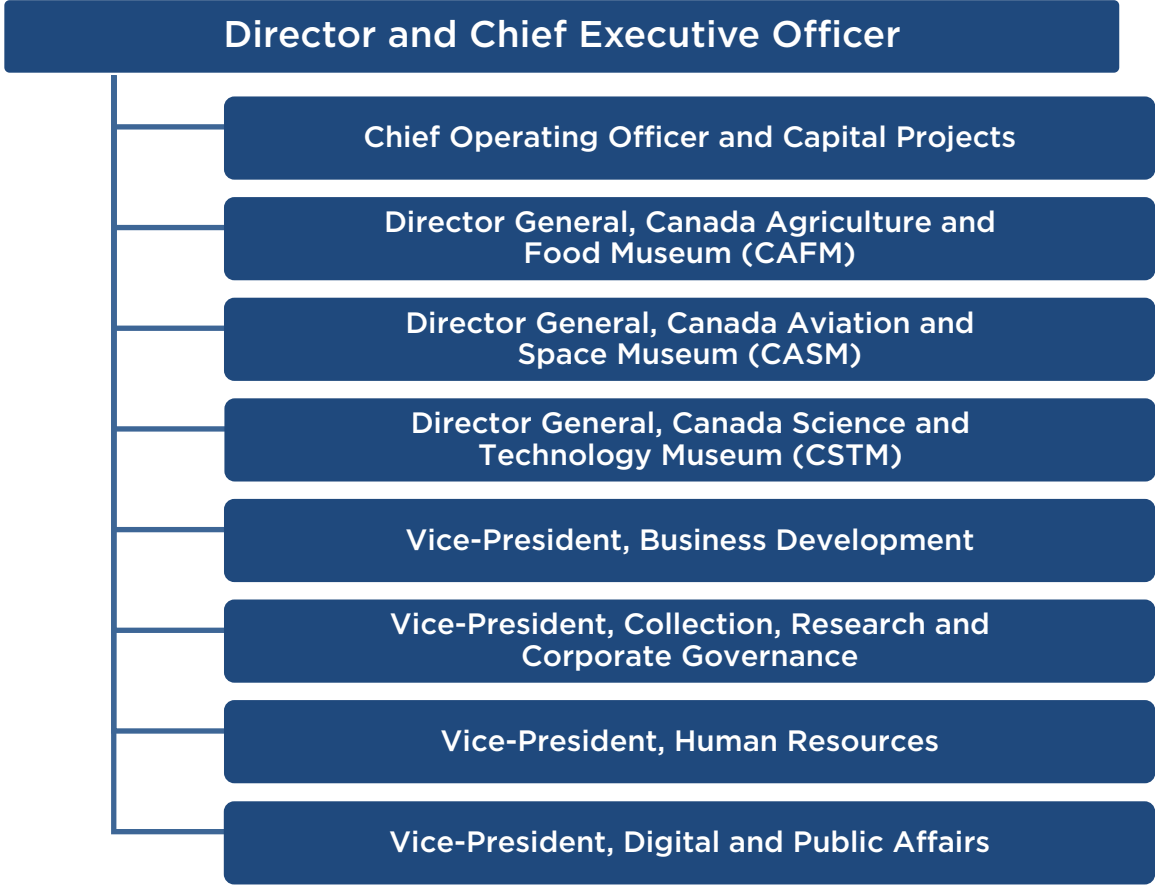 Director and Chief Executive Officer
Chief Operating Officer and Capital Projects
Director General, Canada Agriculture and
Food Museum (CAFM)
Director General, Canada Aviation and
Space Museum (CASM)
Director General, Canada Science and
Technology Museum (CSTM)
Vice-President, Business Development
Vice-President, Collection, Research and
Corporate Governance
Vice-President, Human Resources
Vice-President, Digital and Public Affairs